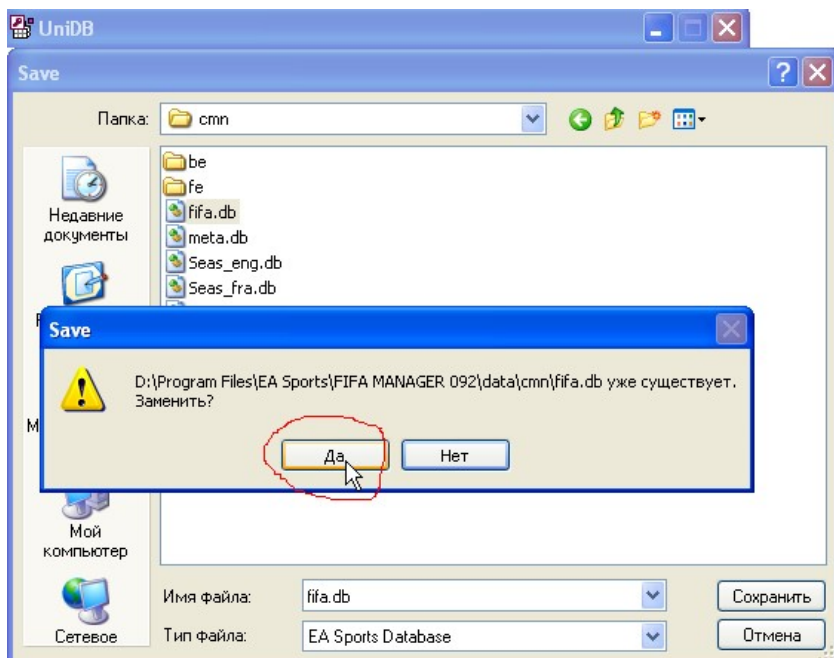 UniDB
Save
Папка:
cmn
be
fe
fifa.db
meta.db
Seas_eng.db
Seas_fra.db
Недавние
документы
Save
D:\Program Files\EA Sports\FIFA MANAGER 092\data\cmn\fifa.db уже существует.
Заменить?
Да
Нет
Мой
компьютер
Сетевое
Имя файла:
fifa.db
Сохранить
Тип файла:
EA Sports Database
Отмена